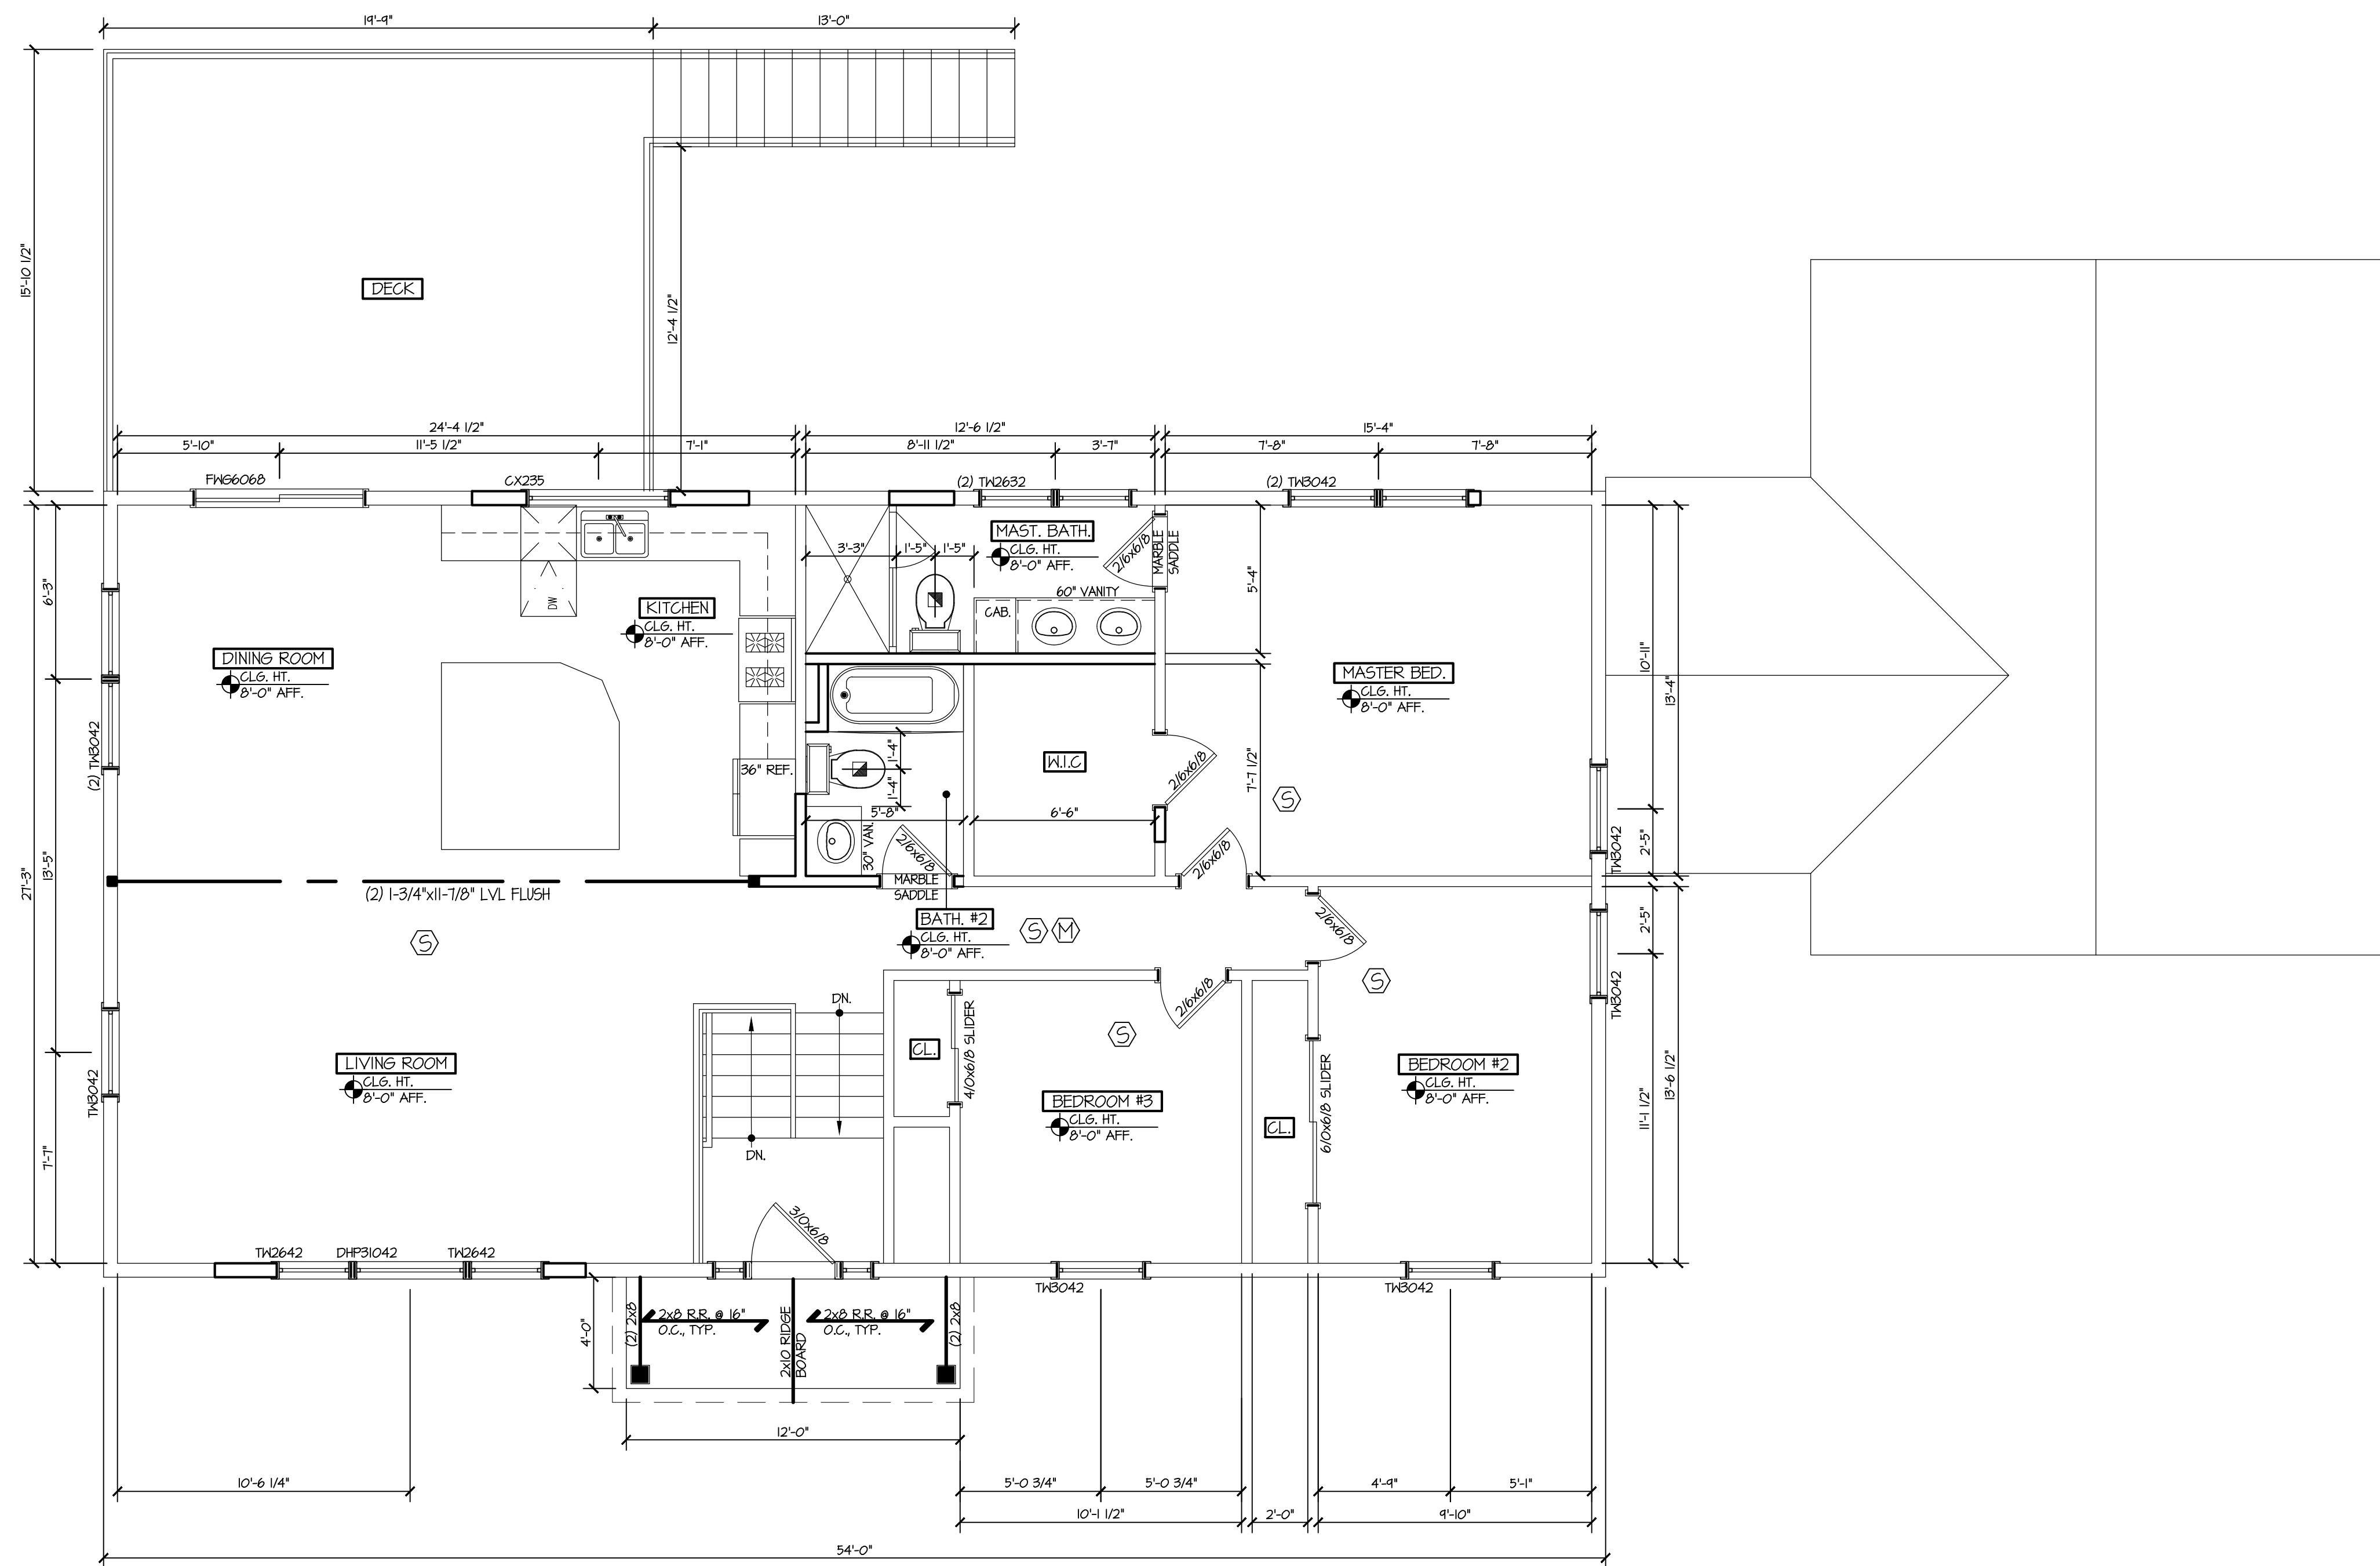 19'-9"
13'-0"
15'-10 1/2"
DECK
12'-4 1/2"
24'-4 1/2"
12'-6 1/2"
15'-4"
5'-10"
11'-5 1/2"
7'-1"
8'-11 1/2"
3'-7"
7'-8"
7'-8"
FWG6068
CX235
(2) TW2632
(2) TW3042
MAST. BATH.
CLG. HT.
8'-0" AFF.
2/6x6/8
MARBLE
SADDLE
3'-3"
1'-5"
1'-5"
5'-4"
6'-3"
DW
KITCHEN
CLG. HT.
8'-0" AFF.
60" VANITY
CAB.
DINING ROOM
CLG. HT.
8'-0" AFF.
MASTER BED.
CLG. HT.
8'-0" AFF.
10'-11"
13'-4"
(2) TW3042
36" REF.
1'-4"
1'-4"
W.I.C
2/6x6/8
7'-7 1/2"
S
5'-8"
6'-6"
30" VAN.
2/6x6/8
2/6x6/8
TW3042
2'-5"
27'-3"
13'-5"
(2) 1-3/4"x11-7/8" LVL FLUSH
MARBLE
SADDLE
BATH. #2
CLG. HT.
8'-0" AFF.
S
S
M
2/6x6/8
2'-5"
S
TW3042
DN.
2/6x6/8
S
4/0x6/8 SLIDER
CL.
LIVING ROOM
CLG. HT.
8'-0" AFF.
TW3042
BEDROOM #2
CLG. HT.
8'-0" AFF.
BEDROOM #3
CLG. HT.
8'-0" AFF.
6/0x6/8 SLIDER
CL.
11'-1 1/2"
13'-6 1/2"
7'-7"
DN.
3/0x6/8
TW2642
DHP31042
TW2642
TW3042
TW3042
4'-0"
(2) 2x8
2x8 R.R. @ 16"
O.C., TYP.
2x10 RIDGE
BOARD
2x8 R.R. @ 16"
O.C., TYP.
(2) 2x8
12'-0"
10'-6 1/4"
5'-0 3/4"
5'-0 3/4"
4'-9"
5'-1"
10'-1 1/2"
2'-0"
9'-10"
54'-0"